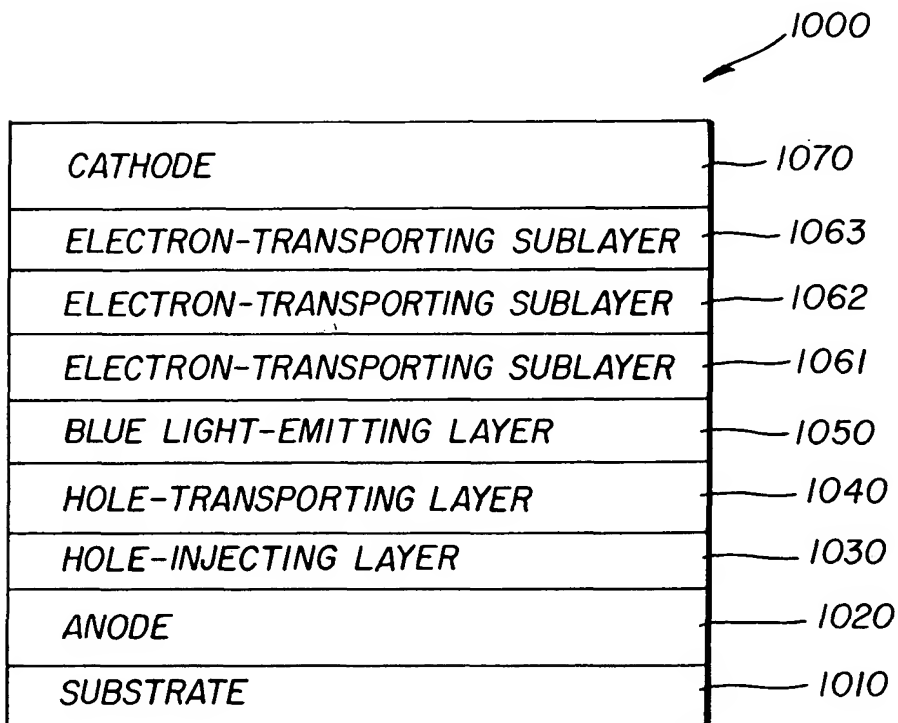 1000
CATHODE 1070
ELECTRON-TRANSPORTING SUBLAYER 1063
ELECTRON-TRANSPORTING SUBLAYER 1062
ELECTRON-TRANSPORTING SUBLAYER 1061
BLUE LIGHT-EMITTING LAYER 1050
HOLE-TRANSPORTING LAYER 1040
HOLE-INJECTING LAYER 1030
ANODE 1020
SUBSTRATE 1010